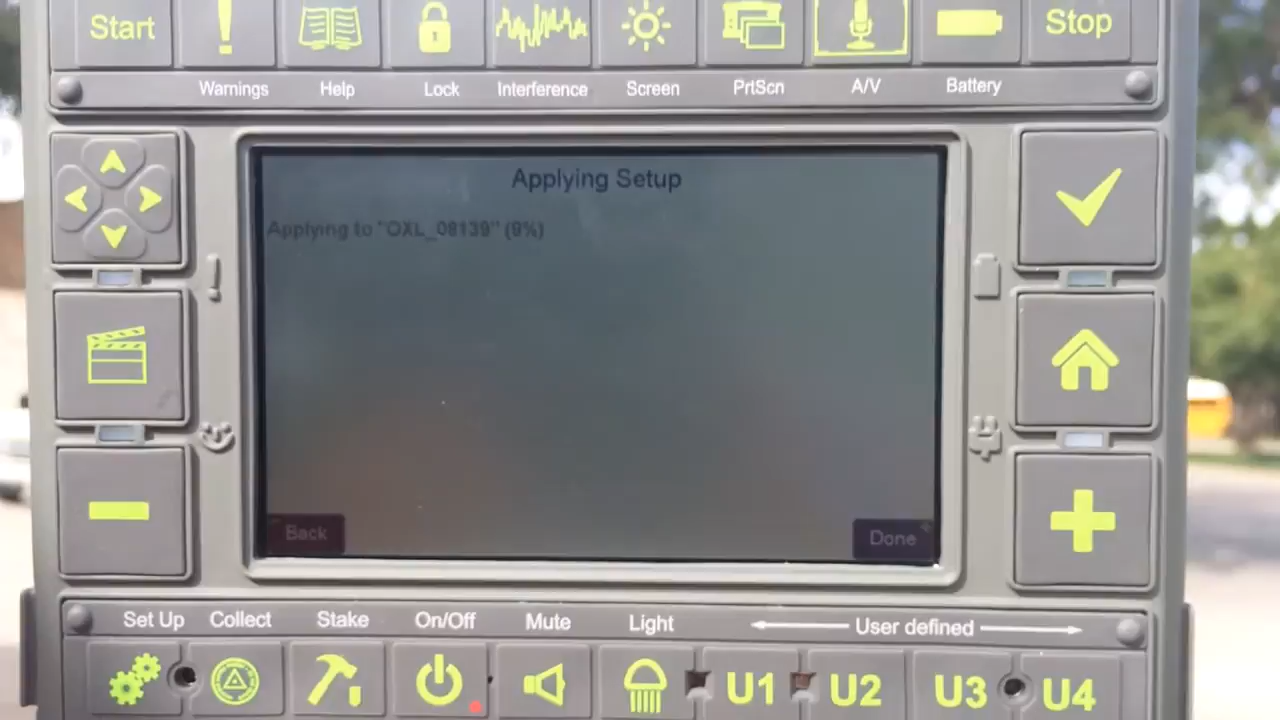 Start Stop
Warnings Help Lock Interference Screen PrtScn A/V Battery
Applying Setup
Applying to "OXL_08139" (9%)
Back Done
Set Up Collect Stake On/Off Mute Light User defined
U1 U2 U3 U4